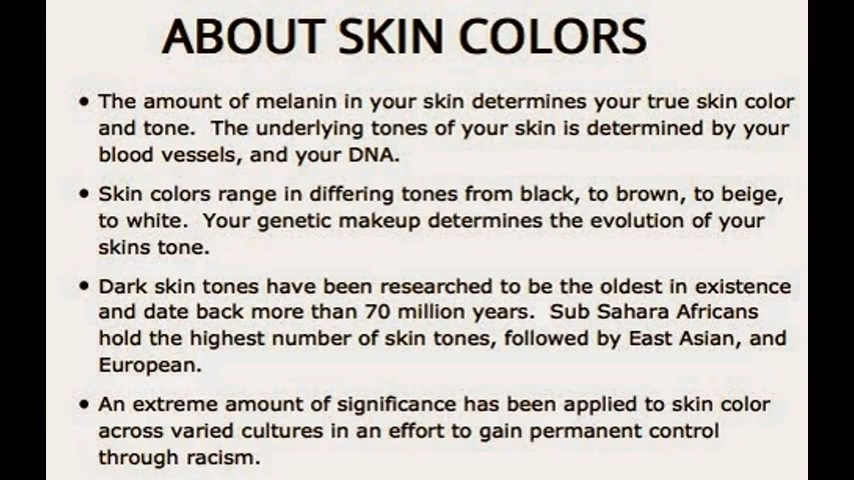 ABOUT SKIN COLORS
• The amount of melanin in your skin determines your true skin color
and tone. The underlying tones of your skin is determined by your
blood vessels, and your DNA.
• Skin colors range in differing tones from black, to brown, to beige,
to white. Your genetic makeup determines the evolution of your
skins tone.
• Dark skin tones have been researched to be the oldest in existence
and date back more than 70 million years. Sub Sahara Africans
hold the highest number of skin tones, followed by East Asian, and
European.
• An extreme amount of significance has been applied to skin color
across varied cultures in an effort to gain permanent control
through racism.